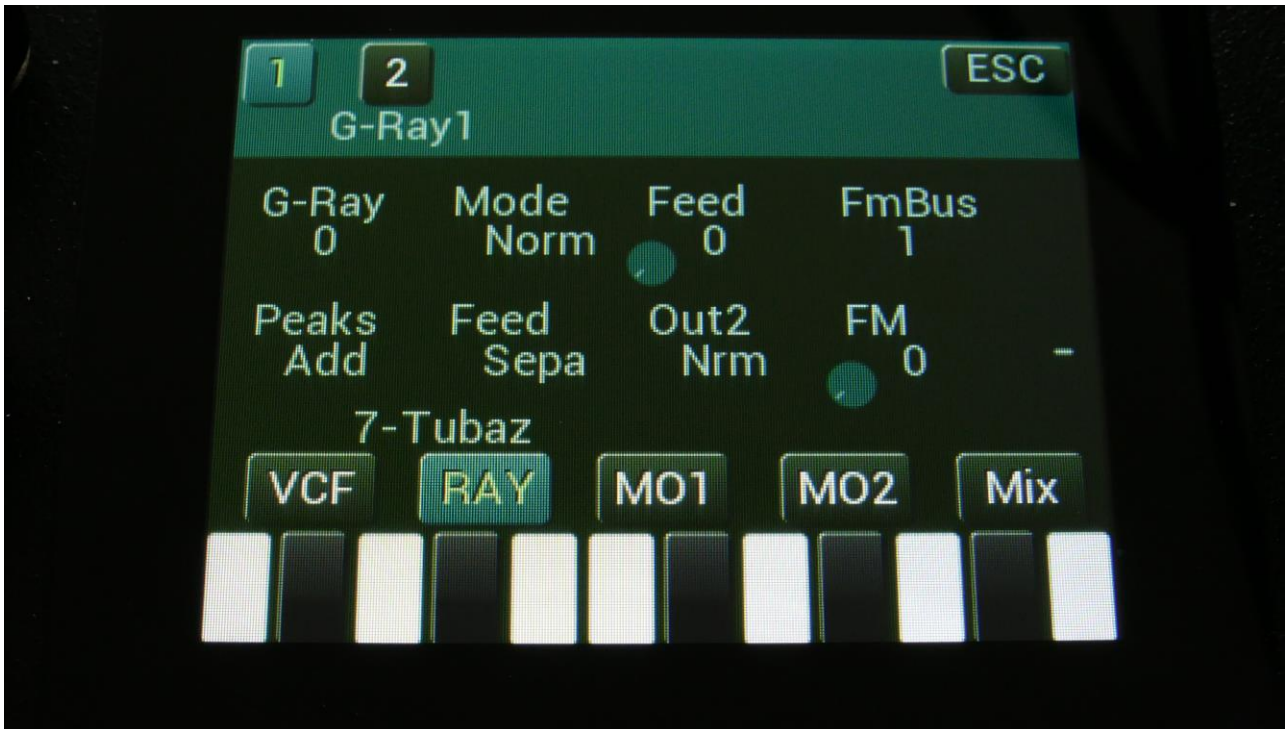 1 2 ESC
G-Ray1
G-Ray Mode Feed FmBus
0 Norm 0 1
Peaks Feed Out2 FM
Add Sepa Nrm 0 -
7-Tubaz
VCF RAY MO1 MO2 Mix